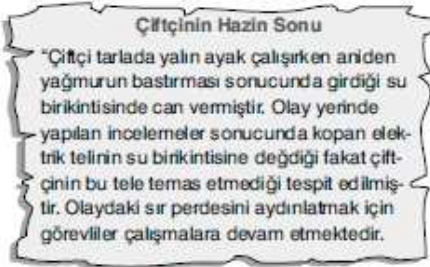 Çiftçinin Hazin Sonu
“Çiftçi tarlada yalın ayak çalışırken aniden
yağmurun bastırması sonucunda girdiği su
birikintisinde can vermiştir. Olay yerinde
yapılan incelemeler sonucunda kopan elek-
trik telinin su birikintisine değdiği fakat çift-
çinin bu tele temas etmediği tespit edilmiş-
tir. Olaydaki sır perdesini aydınlatmak için
görevliler çalışmalara devam etmektedir.